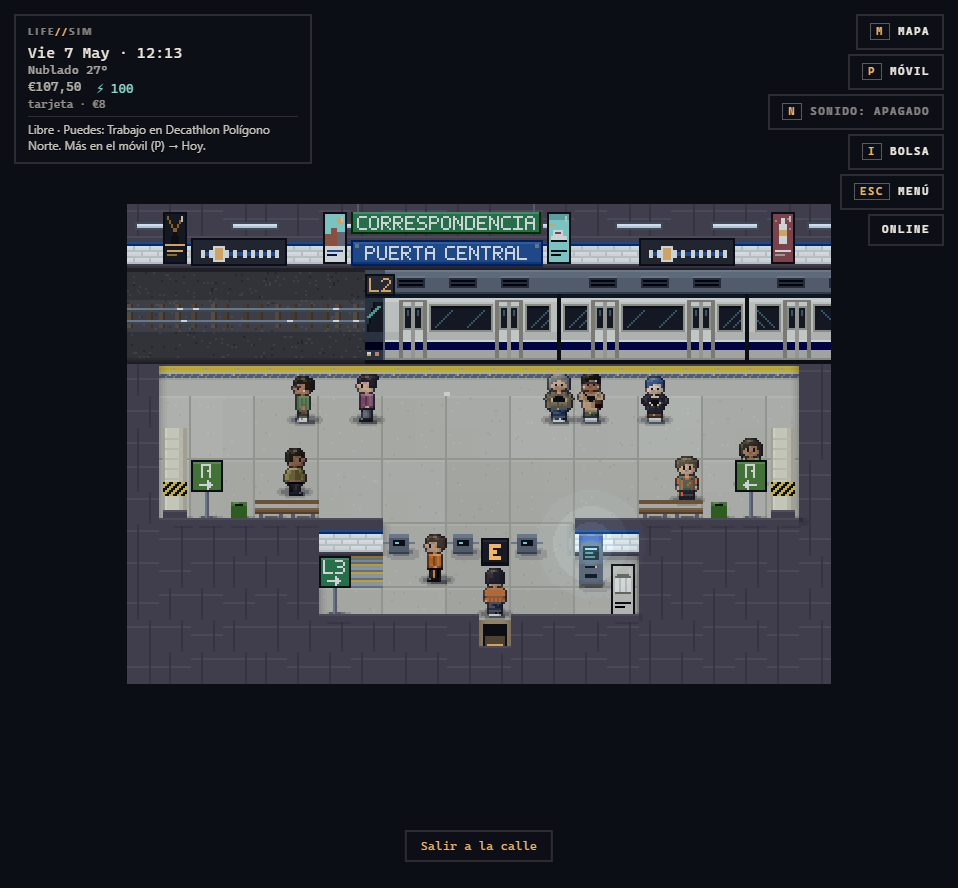 LIFE//SIM
Vie 7 May · 12:13
Nublado 27º
€107,50 ⚡ 100
tarjeta · €8
Libre · Puedes: Trabajo en Decathlon Polígono
Norte. Más en el móvil (P) → Hoy.
M MAPA
P MÓVIL
N SONIDO: APAGADO
I BOLSA
ESC MENÚ
ONLINE
CORRESPONDENCIA
PUERTA CENTRAL
L2
E
L3
Salir a la calle